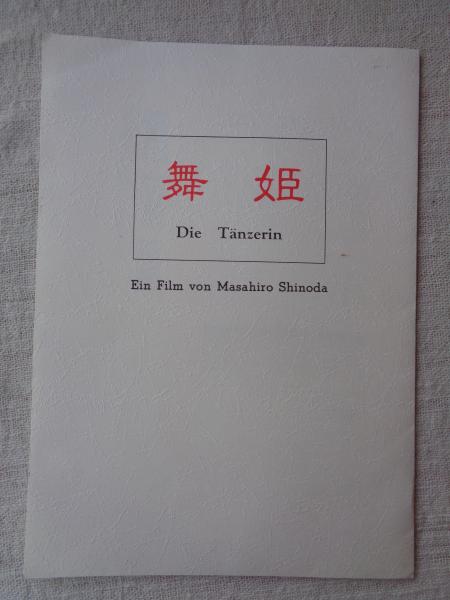 舞姫
Die Tänzerin
Ein Film von Masahiro Shinoda